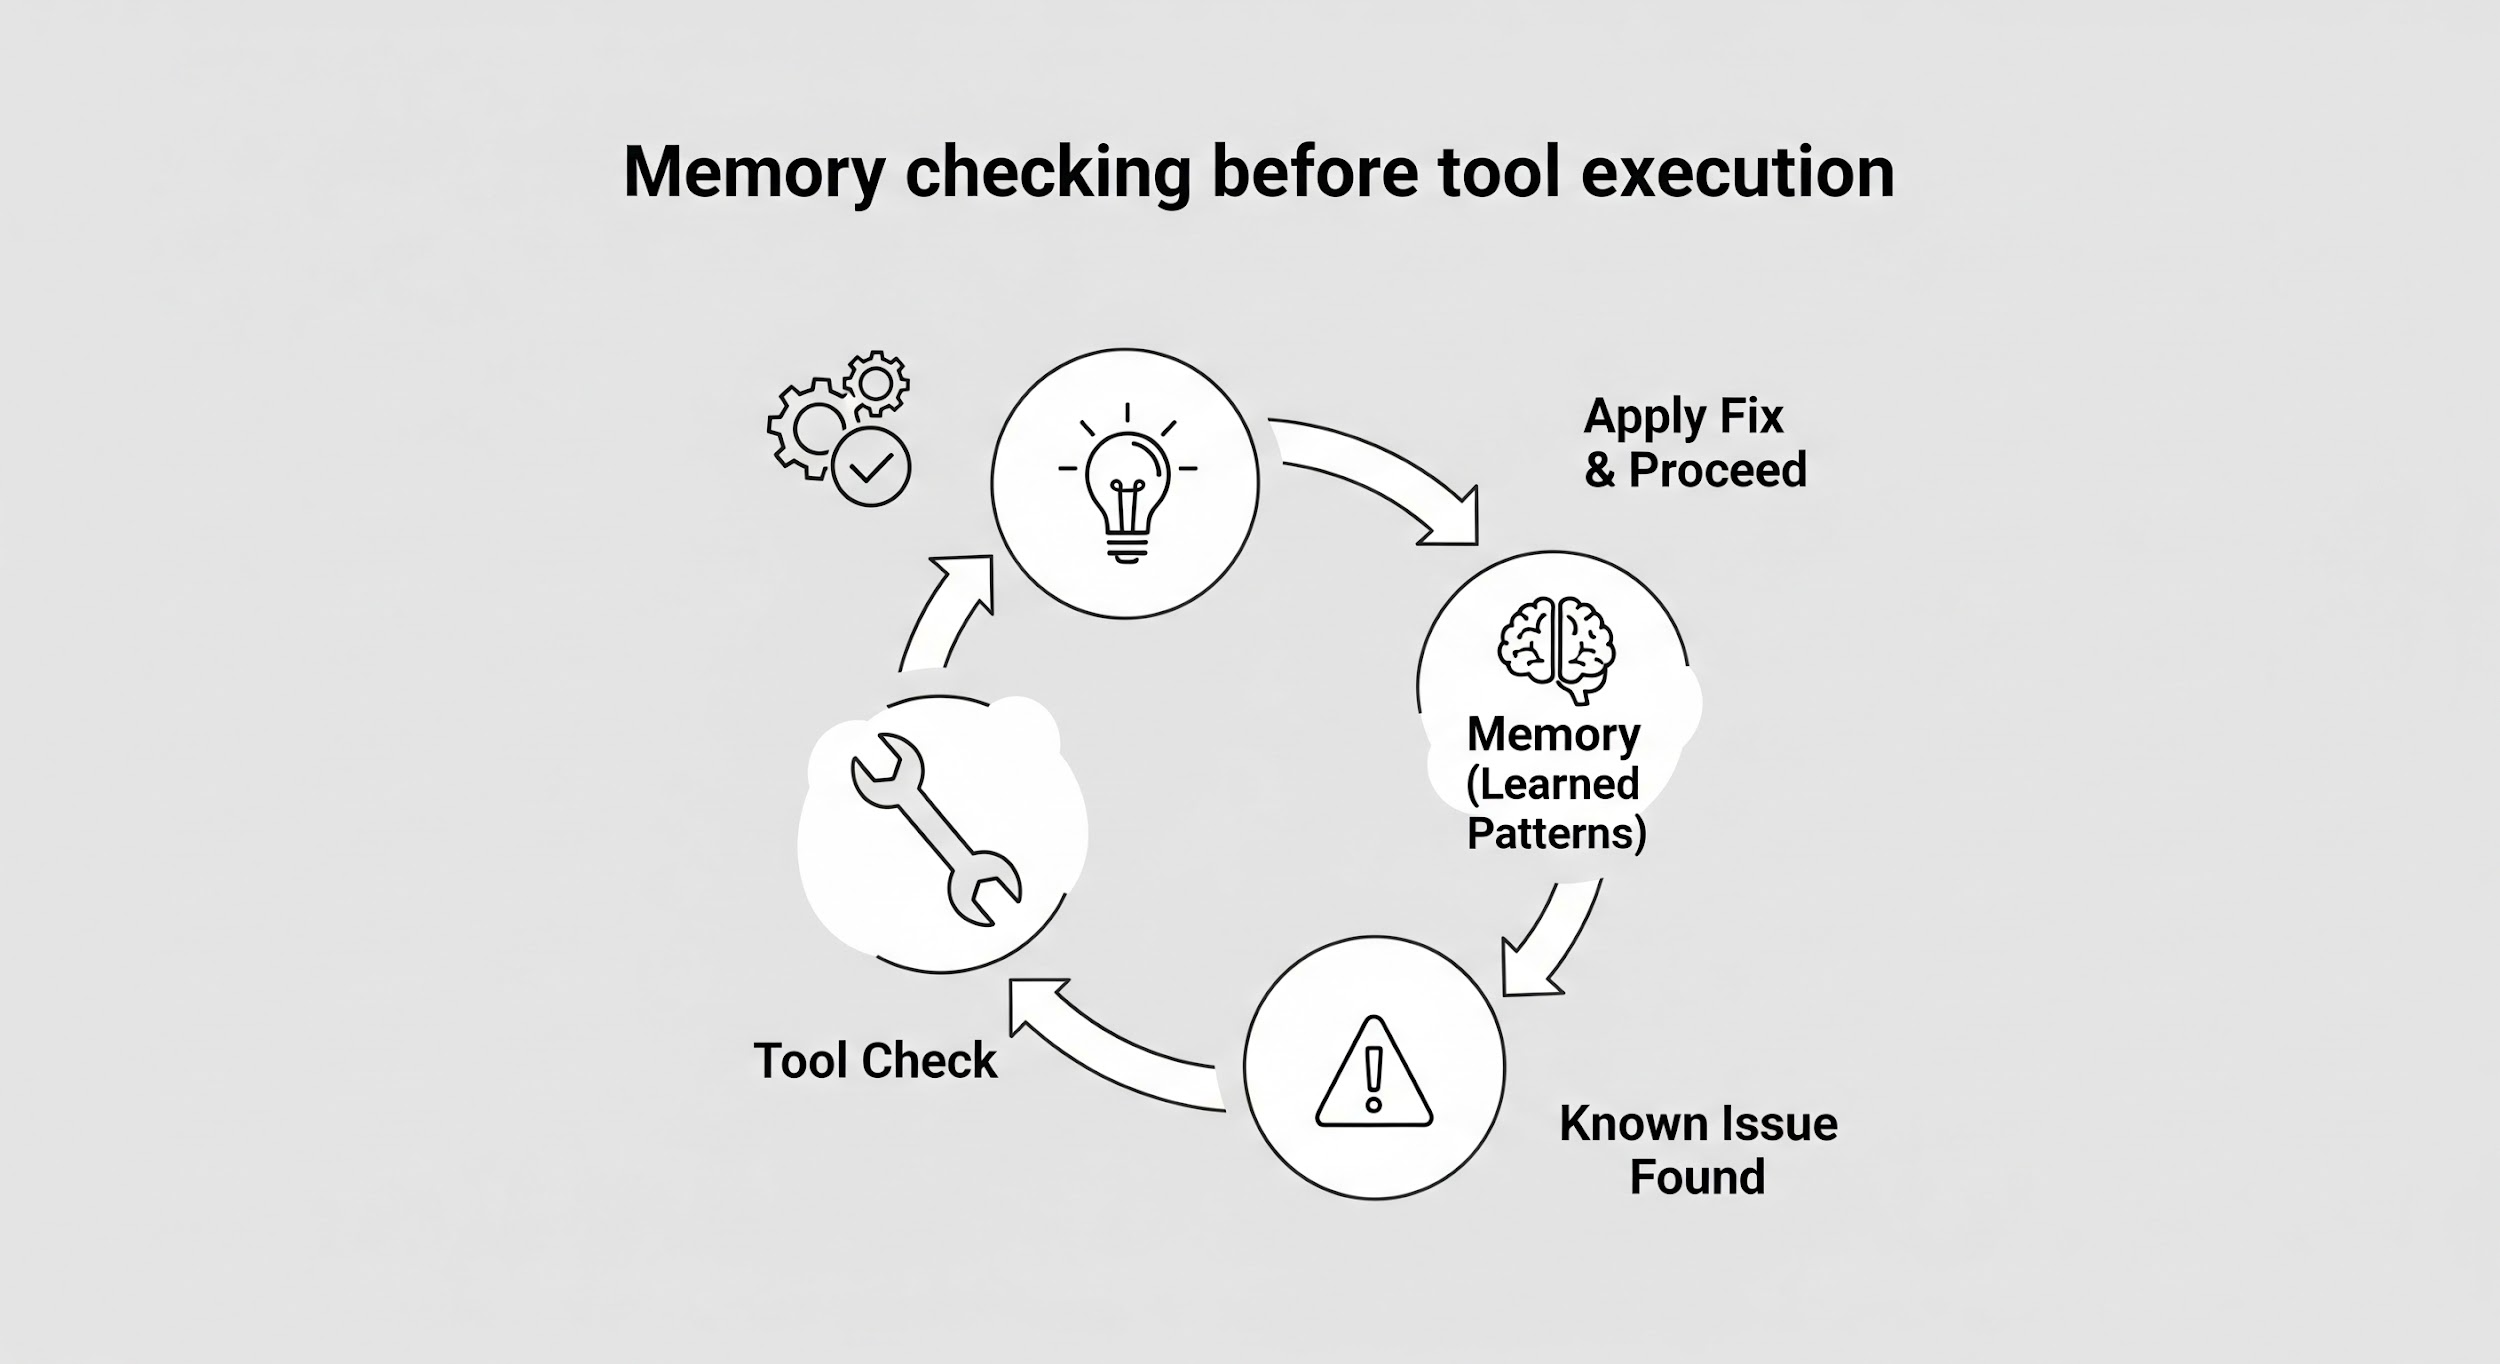 Memory checking before tool execution
Apply Fix
& Proceed
Memory
(Learned
Patterns)
Tool Check
Known Issue
Found